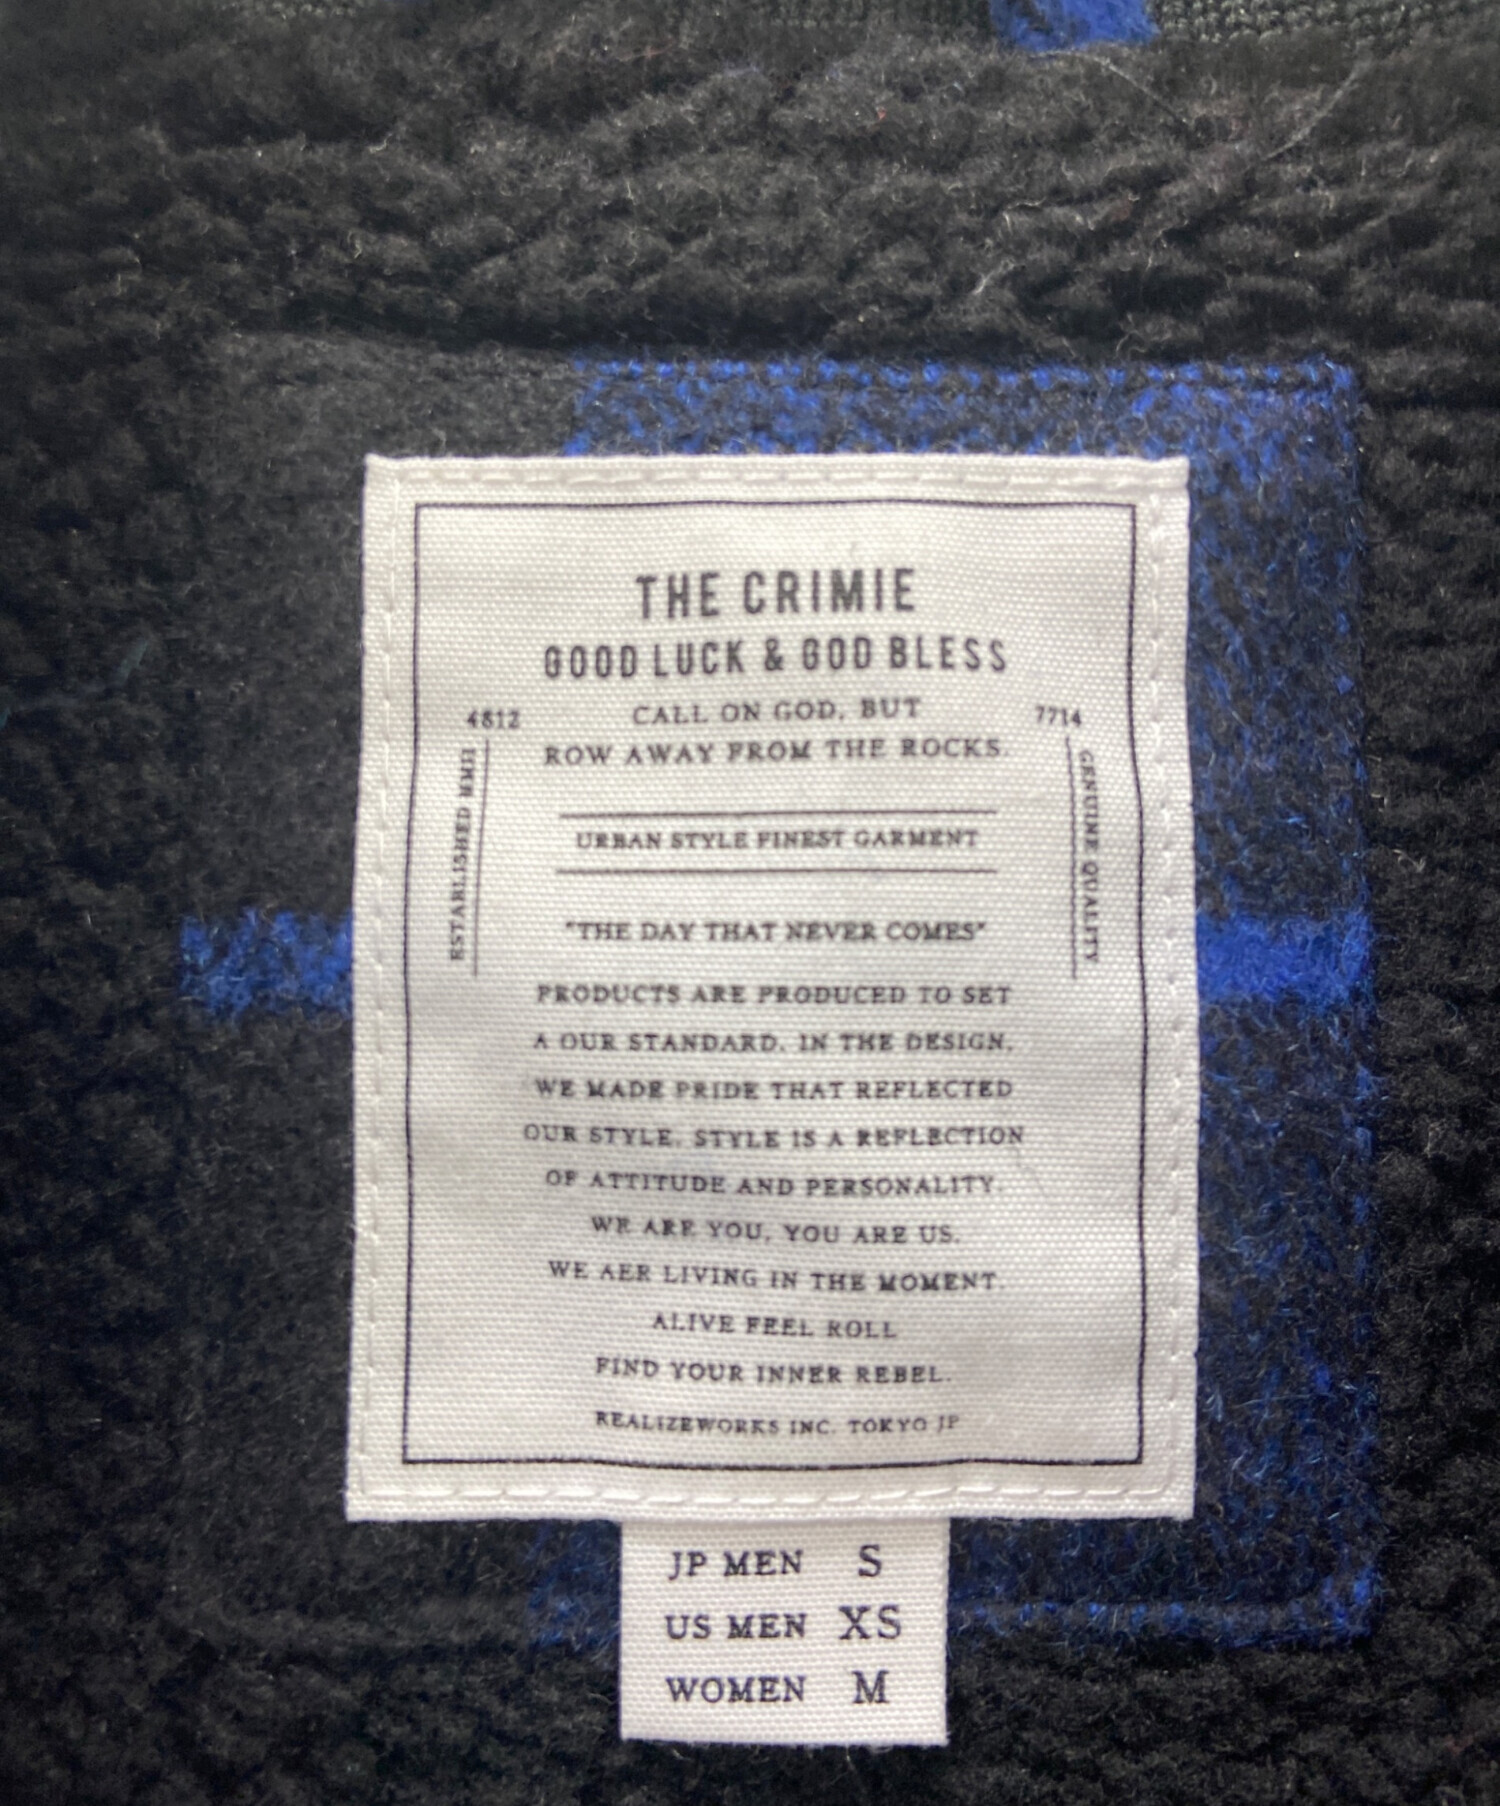 THE CRIMIE
GOOD LUCK & GOD BLESS
4812
CALL ON GOD, BUT
7714
ROW AWAY FROM THE ROCKS.
ESTABLISHED MMII
GENUINE QUALITY
URBAN STYLE FINEST GARMENT
"THE DAY THAT NEVER COMES"
PRODUCTS ARE PRODUCED TO SET
A OUR STANDARD. IN THE DESIGN,
WE MADE PRIDE THAT REFLECTED
OUR STYLE. STYLE IS A REFLECTION
OF ATTITUDE AND PERSONALITY.
WE ARE YOU, YOU ARE US.
WE AER LIVING IN THE MOMENT.
ALIVE FEEL ROLL
FIND YOUR INNER REBEL.
REALIZEWORKS INC. TOKYO JP
JP MEN S
US MEN XS
WOMEN M